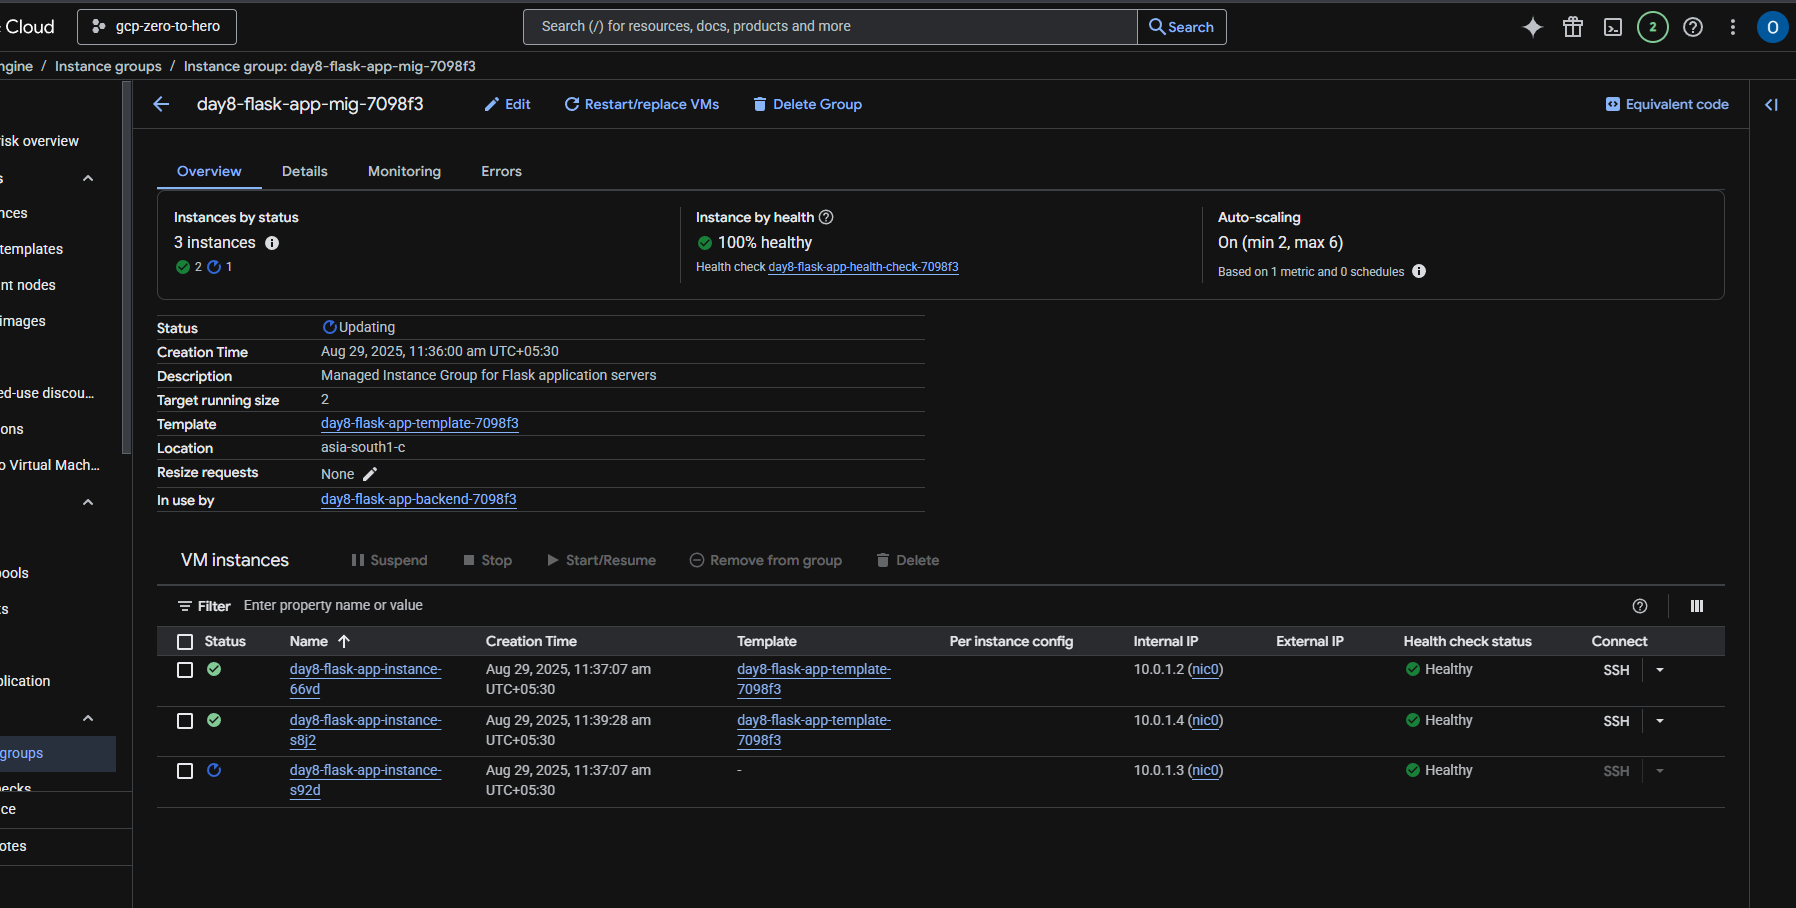 Cloud
gcp-zero-to-hero
Search (/) for resources, docs, products and more
Search
2
O
ngine / Instance groups / Instance group: day8-flask-app-mig-7098f3
day8-flask-app-mig-7098f3
Edit
Restart/replace VMs
Delete Group
Equivalent code
isk overview
s
nces
templates
nt nodes
images
ed-use discou...
ons
o Virtual Mach...
ools
ts
plication
groups
ecks
ce
otes
Overview
Details
Monitoring
Errors
Instances by status
3 instances
2 1
Instance by health
100% healthy
Health check day8-flask-app-health-check-7098f3
Auto-scaling
On (min 2, max 6)
Based on 1 metric and 0 schedules
Status Updating
Creation Time Aug 29, 2025, 11:36:00 am UTC+05:30
Description Managed Instance Group for Flask application servers
Target running size 2
Template day8-flask-app-template-7098f3
Location asia-south1-c
Resize requests None
In use by day8-flask-app-backend-7098f3
VM instances Suspend Stop Start/Resume Remove from group Delete
Filter Enter property name or value
Status Name Creation Time Template Per instance config Internal IP External IP Health check status Connect
day8-flask-app-instance- Aug 29, 2025, 11:37:07 am day8-flask-app-template- 10.0.1.2 (nic0) Healthy SSH
66vd UTC+05:30 7098f3
day8-flask-app-instance- Aug 29, 2025, 11:39:28 am day8-flask-app-template- 10.0.1.4 (nic0) Healthy SSH
s8j2 UTC+05:30 7098f3
day8-flask-app-instance- Aug 29, 2025, 11:37:07 am - 10.0.1.3 (nic0) Healthy SSH
s92d UTC+05:30